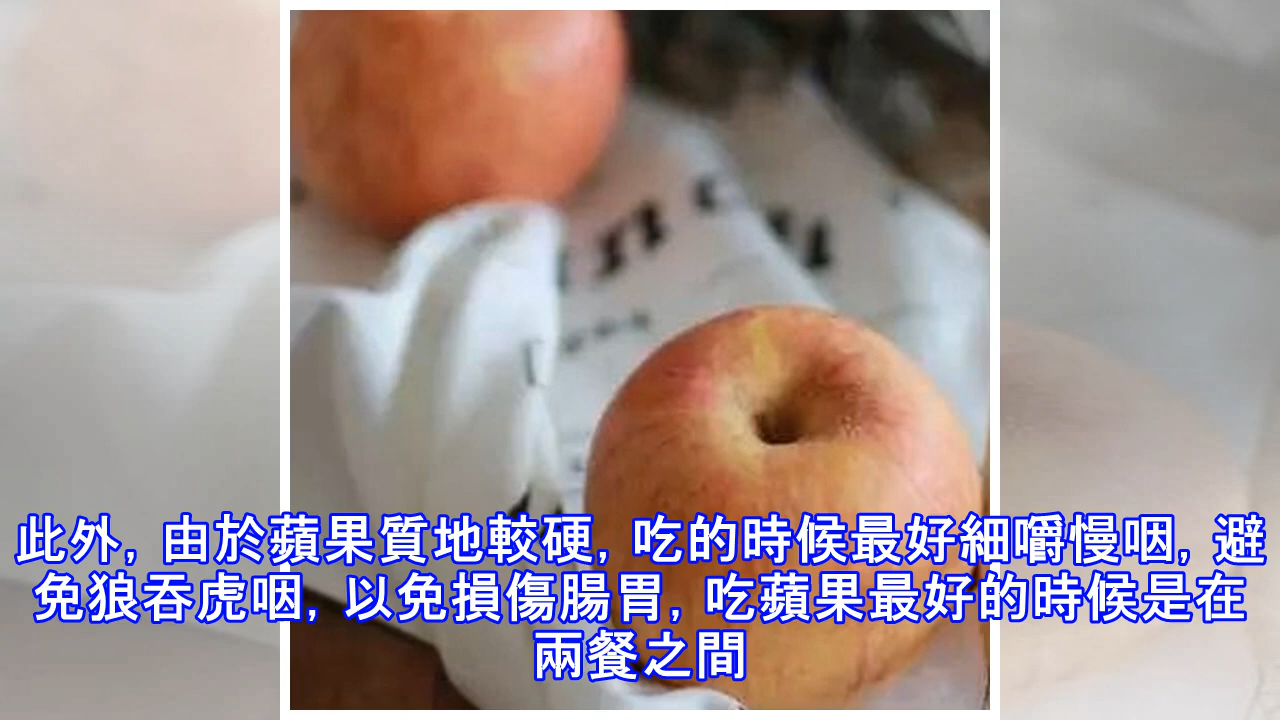 此外, 由於蘋果質地較硬, 吃的時候最好細嚼慢咽, 避
免狼吞虎咽, 以免損傷腸胃, 吃蘋果最好的時候是在
兩餐之間